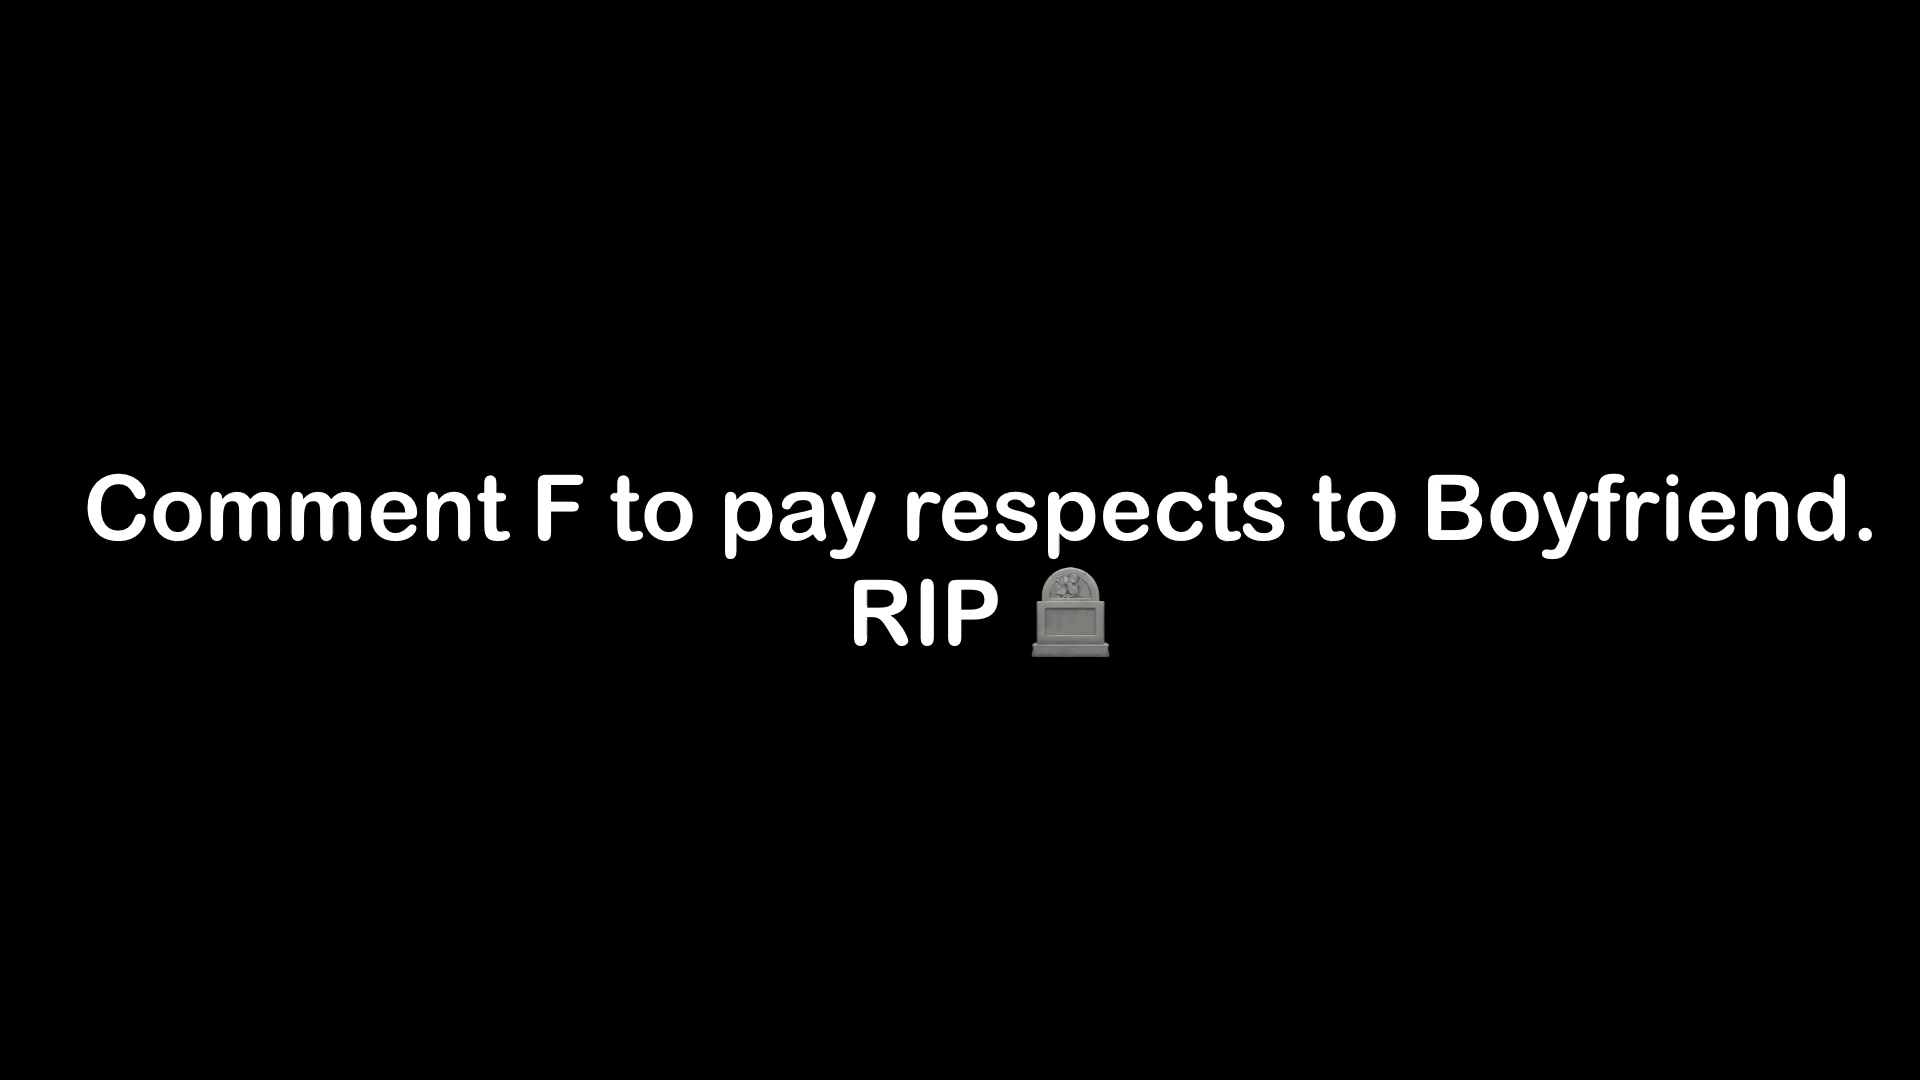 Comment F to pay respects to Boyfriend.
RIP 🪦